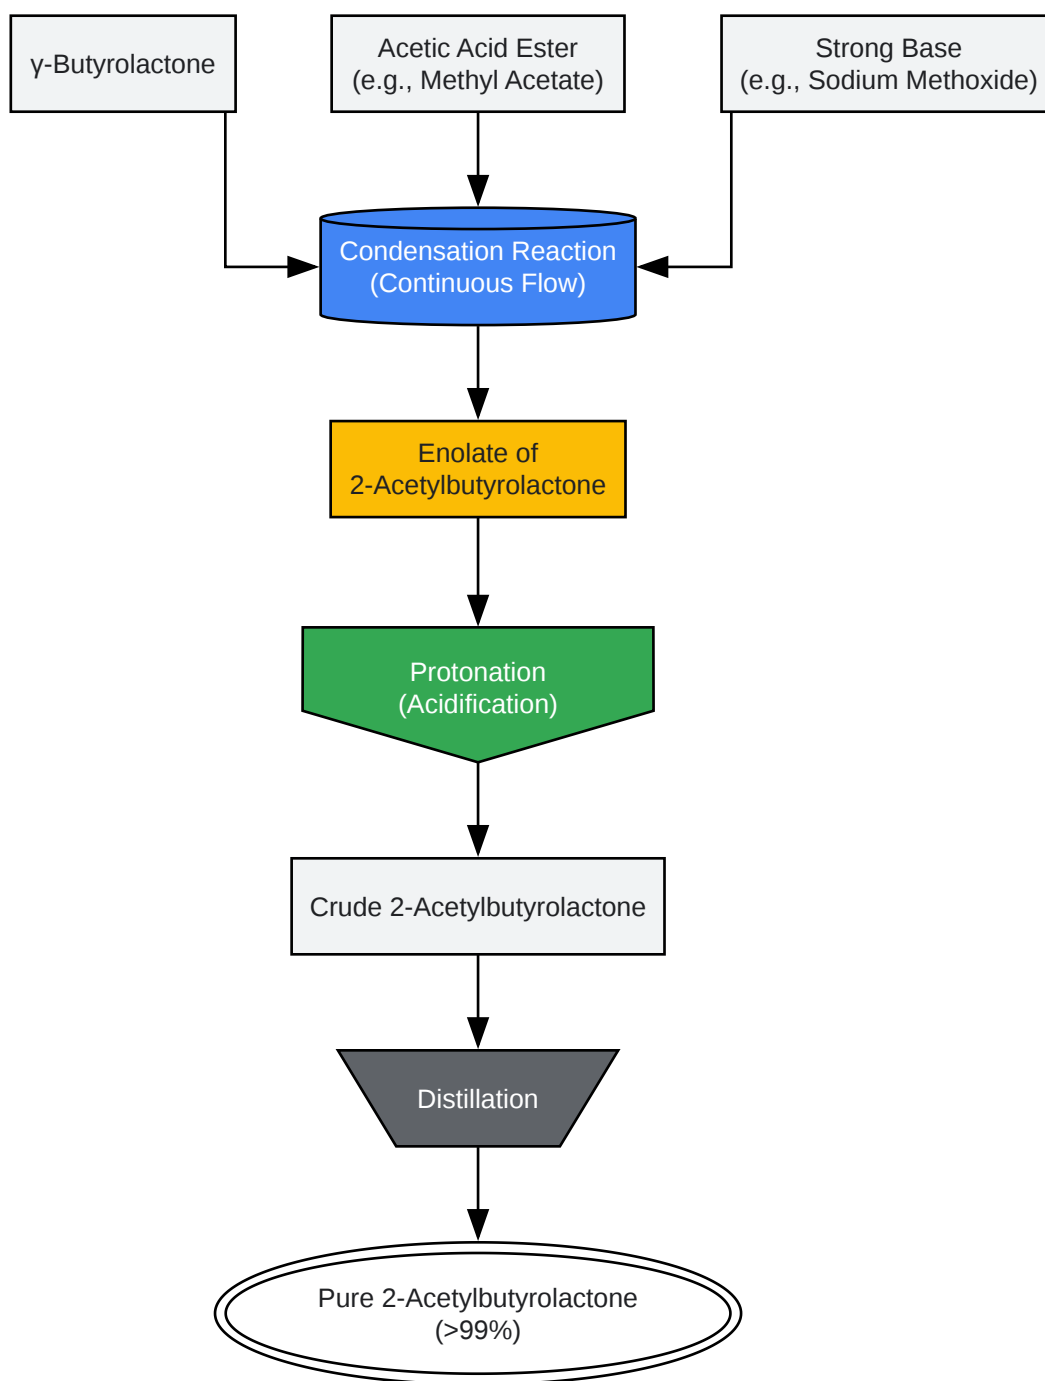 γ-Butyrolactone
Acetic Acid Ester
(e.g., Methyl Acetate)
Strong Base
(e.g., Sodium Methoxide)
Condensation Reaction
(Continuous Flow)
Enolate of
2-Acetylbutyrolactone
Protonation
(Acidification)
Crude 2-Acetylbutyrolactone
Distillation
Pure 2-Acetylbutyrolactone
(>99%)